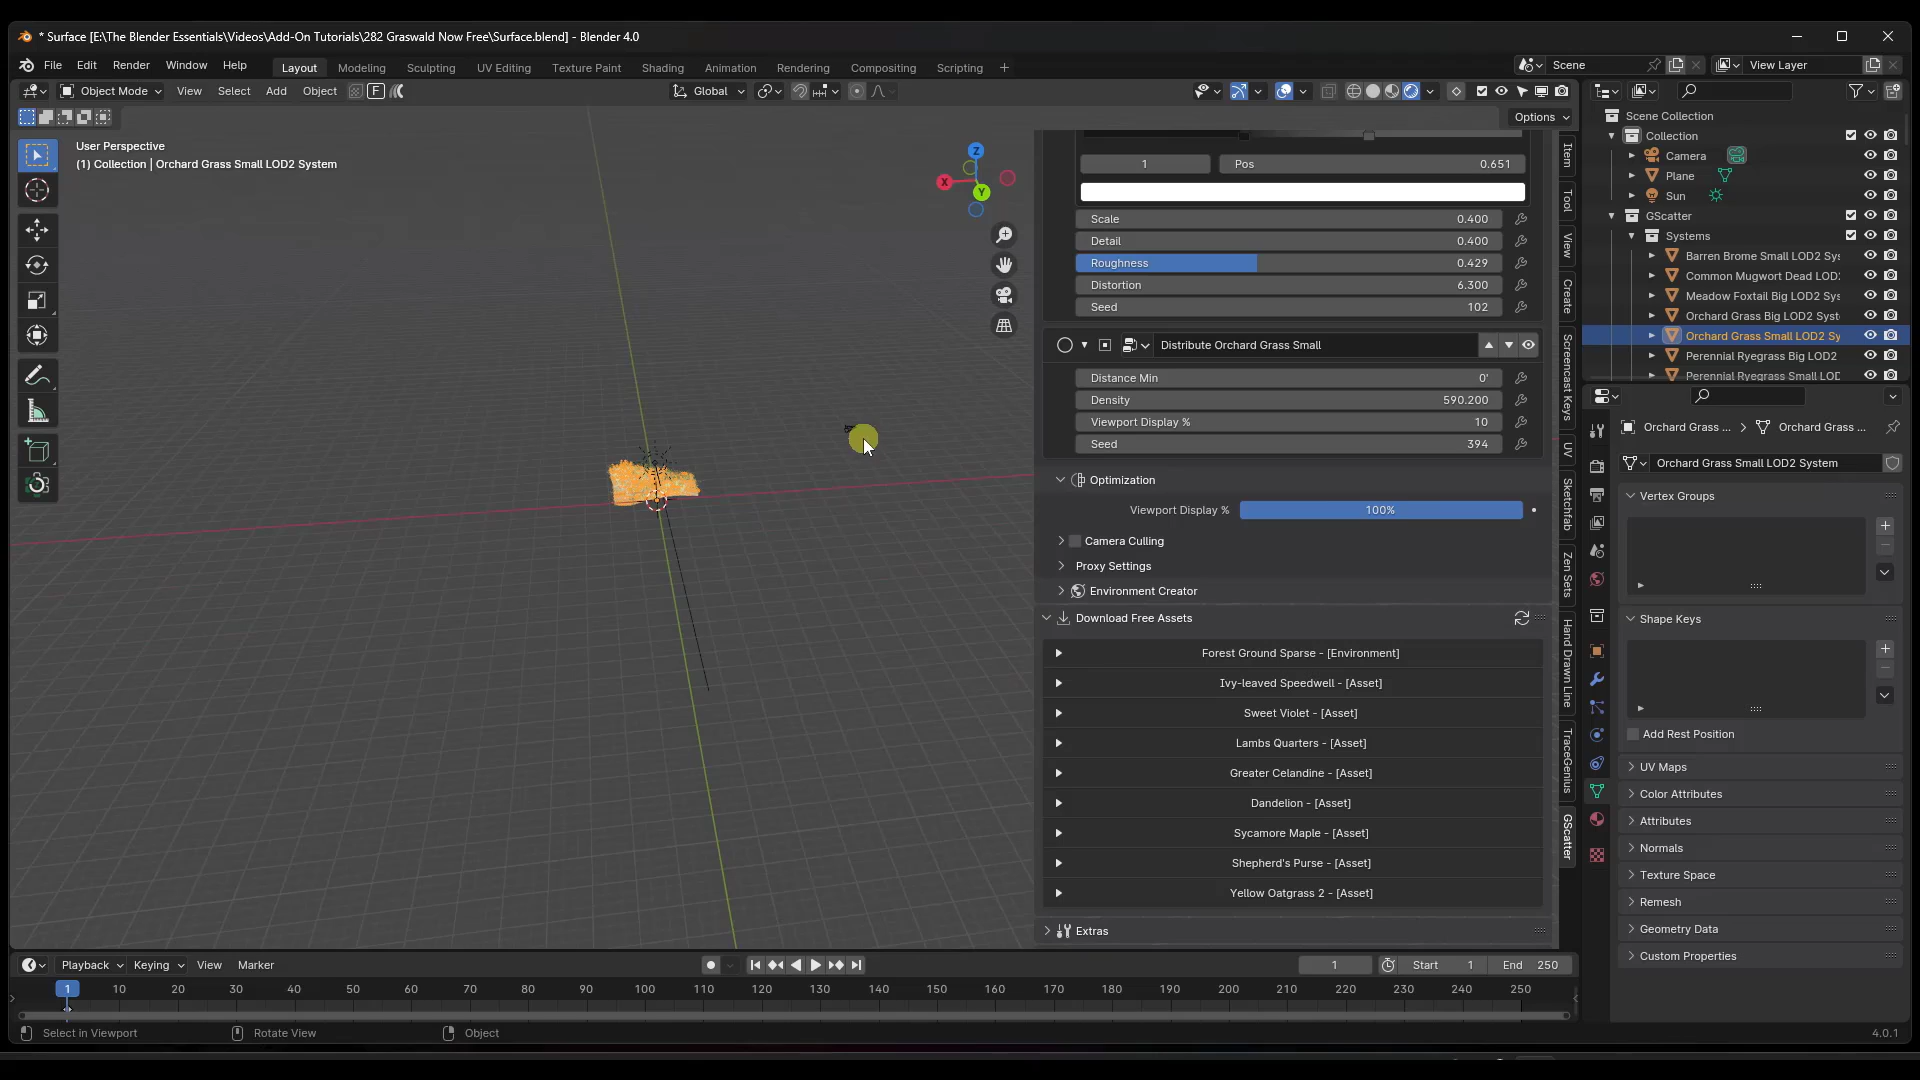 * Surface [E:\The Blender Essentials\Videos\Add-On Tutorials\282 Graswald Now Free\Surface.blend] - Blender 4.0
File Edit Render Window Help Layout Modeling Sculpting UV Editing Texture Paint Shading Animation Rendering Compositing Scripting + Scene View Layer
Object Mode View Select Add Object F Global
Options
User Perspective
(1) Collection | Orchard Grass Small LOD2 System
Z
X
Y
1 Pos 0.651
Scale 0.400
Detail 0.400
Roughness 0.429
Distortion 6.300
Seed 102
Distribute Orchard Grass Small
Distance Min 0'
Density 590.200
Viewport Display % 10
Seed 394
Optimization
Viewport Display % 100%
Camera Culling
Proxy Settings
Environment Creator
Download Free Assets
Forest Ground Sparse - [Environment]
Ivy-leaved Speedwell - [Asset]
Sweet Violet - [Asset]
Lambs Quarters - [Asset]
Greater Celandine - [Asset]
Dandelion - [Asset]
Sycamore Maple - [Asset]
Shepherd's Purse - [Asset]
Yellow Oatgrass 2 - [Asset]
Extras
Item
Tool
View
Create
Screencast Keys
UV
Sketchfab
Zen Sets
Hand Drawn Line
TraceGenius
GScatter
Scene Collection
Collection
Camera
Plane
Sun
GScatter
Systems
Barren Brome Small LOD2 Sys
Common Mugwort Dead LOD2
Meadow Foxtail Big LOD2 Sys
Orchard Grass Big LOD2 Syst
Orchard Grass Small LOD2 Sy
Perennial Ryegrass Big LOD2
Perennial Ryegrass Small LOD
Orchard Grass ... > Orchard Grass ...
Orchard Grass Small LOD2 System
Vertex Groups
Shape Keys
Add Rest Position
UV Maps
Color Attributes
Attributes
Normals
Texture Space
Remesh
Geometry Data
Custom Properties
Playback Keying View Marker 1 Start 1 End 250
1 10 20 30 40 50 60 70 80 90 100 110 120 130 140 150 160 170 180 190 200 210 220 230 240 250
Select in Viewport Rotate View Object 4.0.1